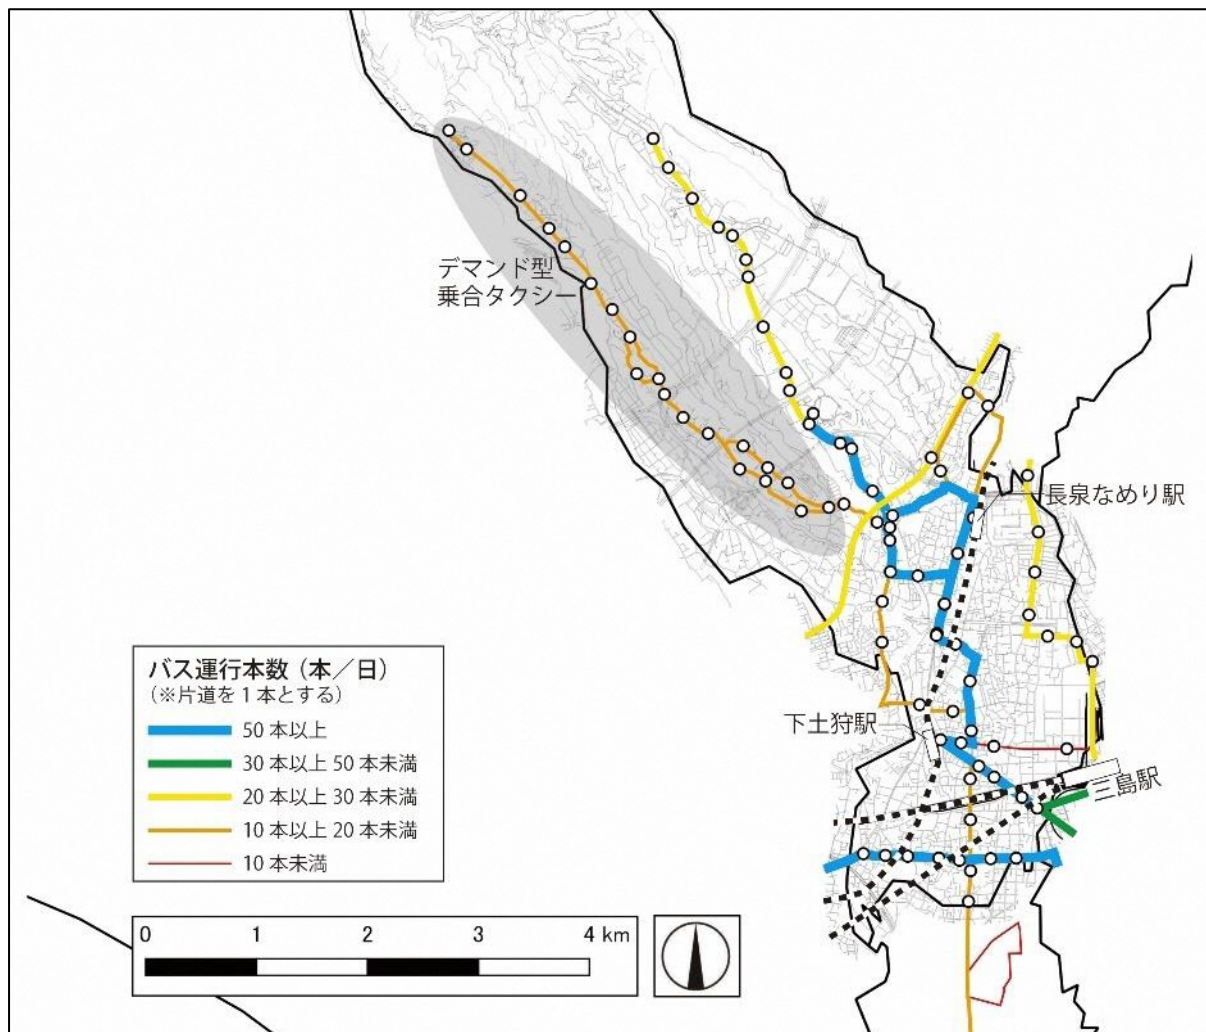 デマンド型
乗合タクシー
長泉なめり駅
下土狩駅
三島駅
バス運行本数（本／日）
（※片道を1本とする）
50 本以上
30 本以上 50 本未満
20 本以上 30 本未満
10 本以上 20 本未満
10 本未満
0 1 2 3 4 km